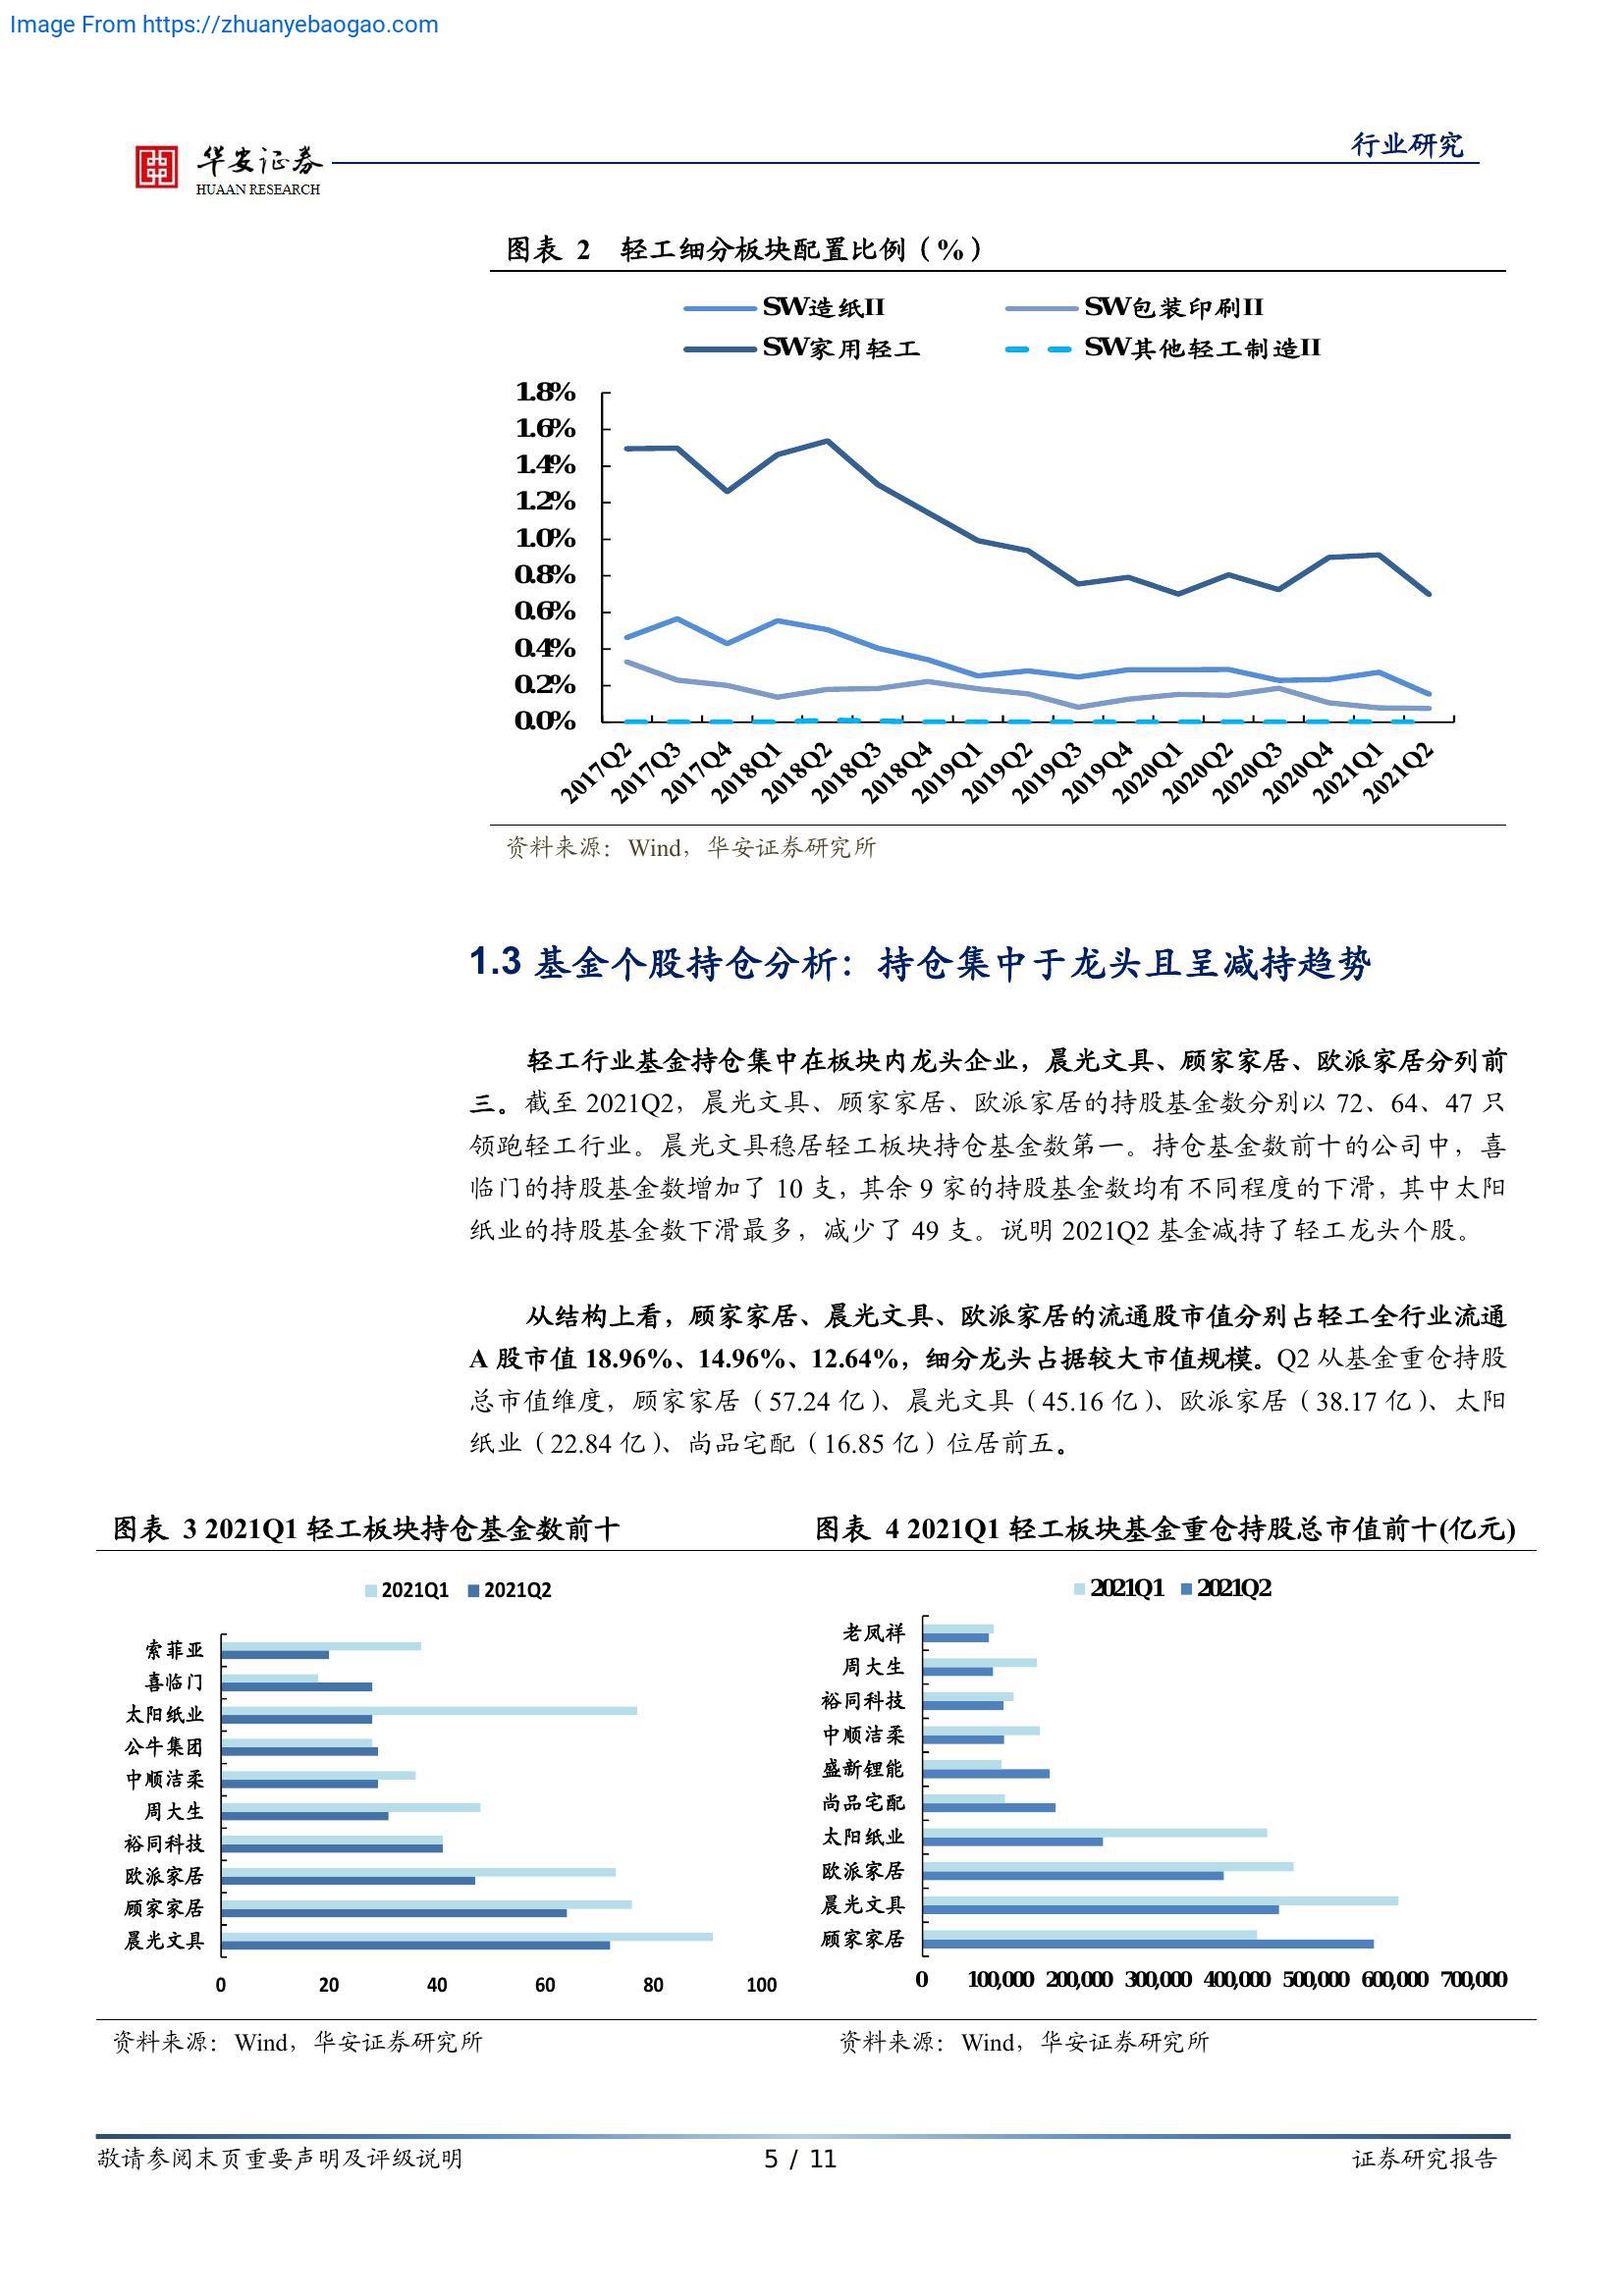 Image From https://zhuanyebaogao.com
华安证券
HUAAN RESEARCH
行业研究
图表 2 轻工细分板块配置比例（%）
SW造纸II
SW包装印刷II
SW家用轻工
SW其他轻工制造II
1.8%
1.6%
1.4%
1.2%
1.0%
0.8%
0.6%
0.4%
0.2%
0.0%
2017Q2
2017Q3
2017Q4
2018Q1
2018Q2
2018Q3
2018Q4
2019Q1
2019Q2
2019Q3
2019Q4
2020Q1
2020Q2
2020Q3
2020Q4
2021Q1
2021Q2
资料来源：Wind，华安证券研究所
1.3 基金个股持仓分析：持仓集中于龙头且呈减持趋势
轻工行业基金持仓集中在板块内龙头企业，晨光文具、顾家家居、欧派家居分列前
三。截至 2021Q2，晨光文具、顾家家居、欧派家居的持股基金数分别以 72、64、47 只
领跑轻工行业。晨光文具稳居轻工板块持仓基金数第一。持仓基金数前十的公司中，喜
临门的持股基金数增加了 10 支，其余 9 家的持股基金数均有不同程度的下滑，其中太阳
纸业的持股基金数下滑最多，减少了 49 支。说明 2021Q2 基金减持了轻工龙头个股。
从结构上看，顾家家居、晨光文具、欧派家居的流通股市值分别占轻工全行业流通
A 股市值 18.96%、14.96%、12.64%，细分龙头占据较大市值规模。Q2 从基金重仓持股
总市值维度，顾家家居（57.24 亿）、晨光文具（45.16 亿）、欧派家居（38.17 亿）、太阳
纸业（22.84 亿）、尚品宅配（16.85 亿）位居前五。
图表 3 2021Q1 轻工板块持仓基金数前十
2021Q1
2021Q2
索菲亚
喜临门
太阳纸业
公牛集团
中顺洁柔
周大生
裕同科技
欧派家居
顾家家居
晨光文具
0
20
40
60
80
100
资料来源：Wind，华安证券研究所
图表 4 2021Q1 轻工板块基金重仓持股总市值前十(亿元)
2021Q1
2021Q2
老凤祥
周大生
裕同科技
中顺洁柔
盛新锂能
尚品宅配
太阳纸业
欧派家居
晨光文具
顾家家居
0
100,000
200,000
300,000
400,000
500,000
600,000
700,000
资料来源：Wind，华安证券研究所
敬请参阅末页重要声明及评级说明
5 / 11
证券研究报告